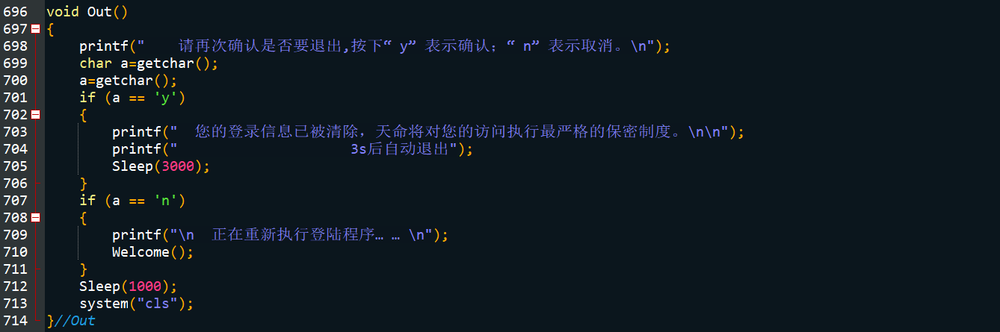 696 void Out()
697 {
698     printf("    请再次确认是否要退出,按下“ y” 表示确认；“ n” 表示取消。\n");
699     char a=getchar();
700     a=getchar();
701     if (a == 'y')
702     {
703         printf("  您的登录信息已被清除，天命将对您的访问执行最严格的保密制度。\n\n");
704         printf("                     3s后自动退出");
705         Sleep(3000);
706     }
707     if (a == 'n')
708     {
709         printf("\n  正在重新执行登陆程序… … \n");
710         Welcome();
711     }
712     Sleep(1000);
713     system("cls");
714 }//Out